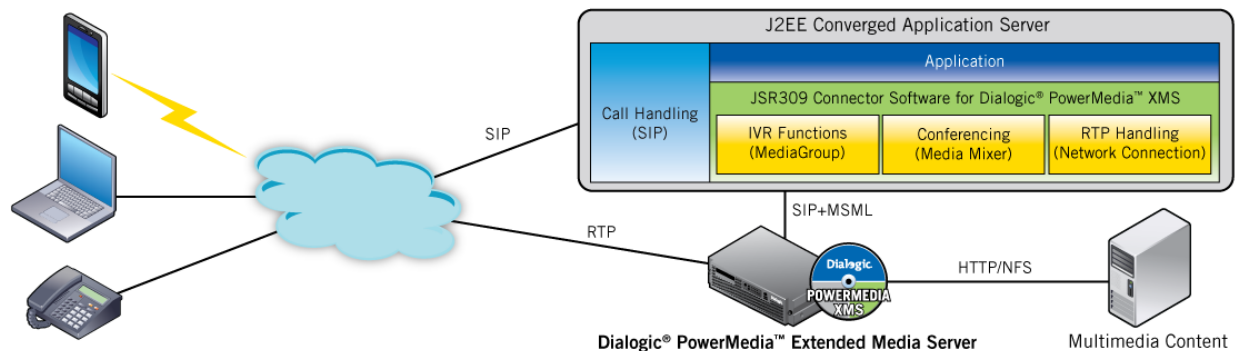 J2EE Converged Application Server
Application
Call Handling
(SIP)
JSR309 Connector Software for Dialogic® PowerMedia™ XMS
IVR Functions
(MediaGroup)
Conferencing
(Media Mixer)
RTP Handling
(Network Connection)
SIP
SIP+MSML
RTP
Dialogic
POWERMEDIA
XMS
HTTP/NFS
Dialogic® PowerMedia™ Extended Media Server
Multimedia Content